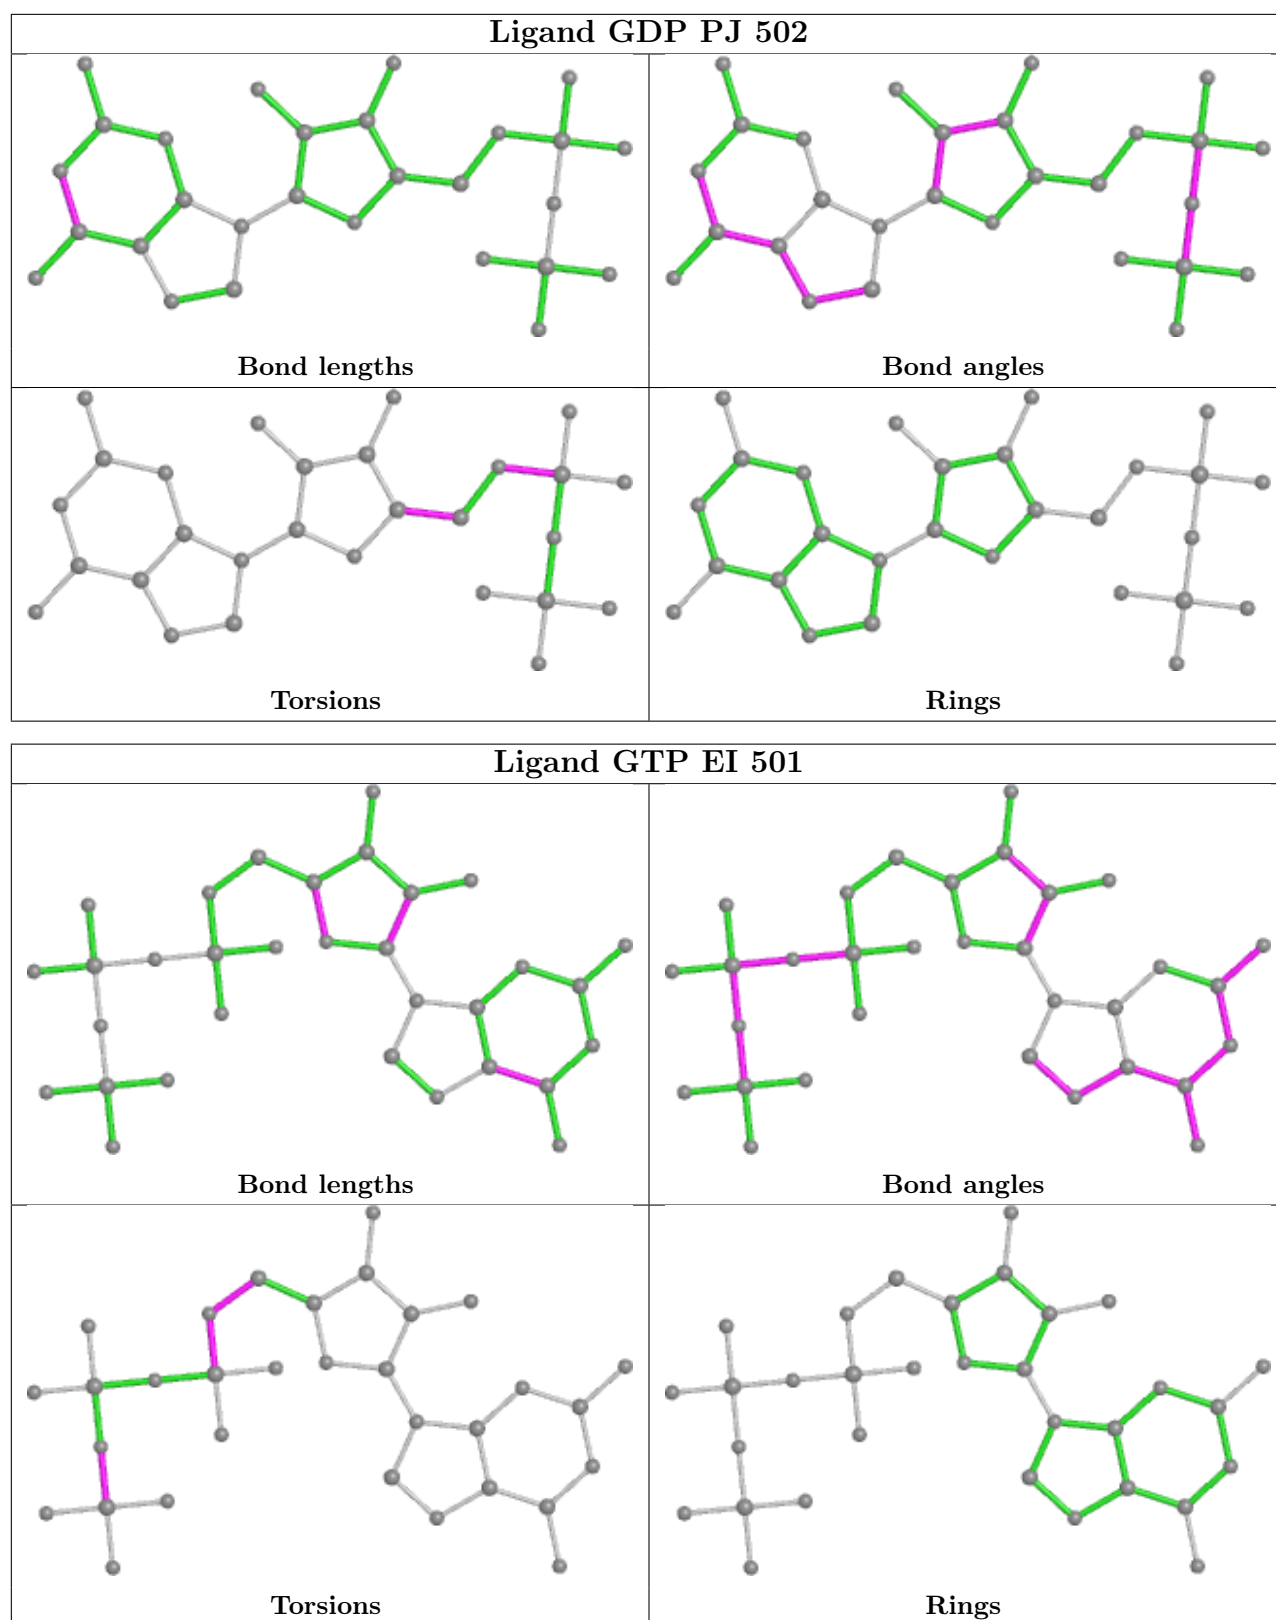 Ligand GDP PJ 502
Bond lengths
Bond angles
Torsions
Rings
Ligand GTP EI 501
Bond lengths
Bond angles
Torsions
Rings